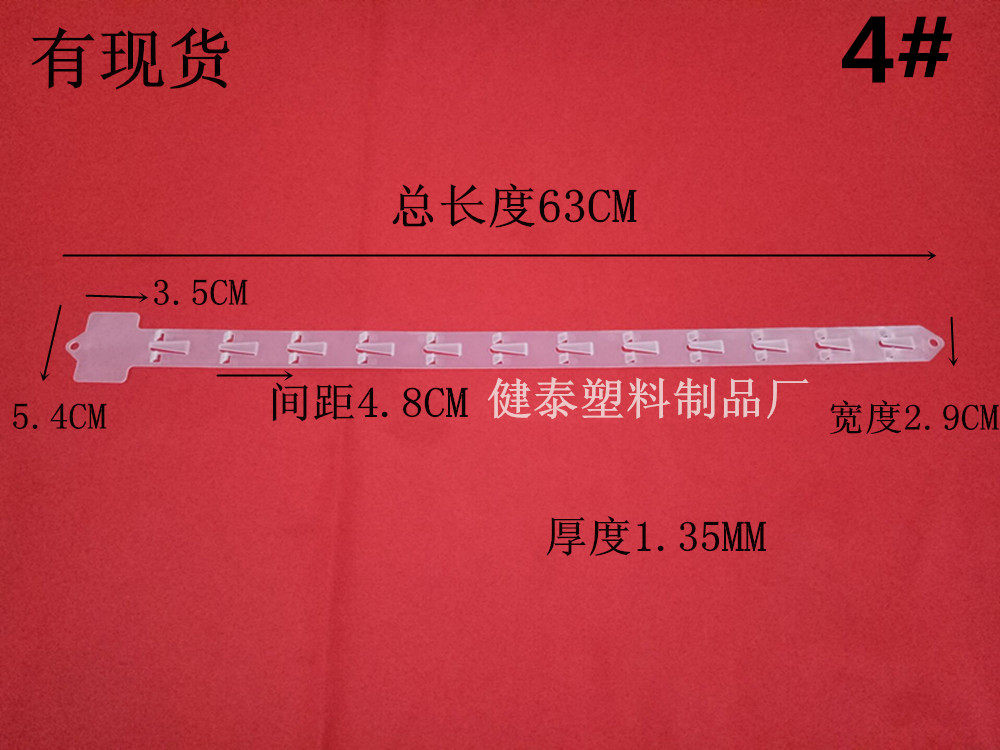 有现货
4#
总长度63CM
3.5CM
5.4CM
间距4.8CM
健泰塑料制品厂
宽度2.9CM
厚度1.35MM